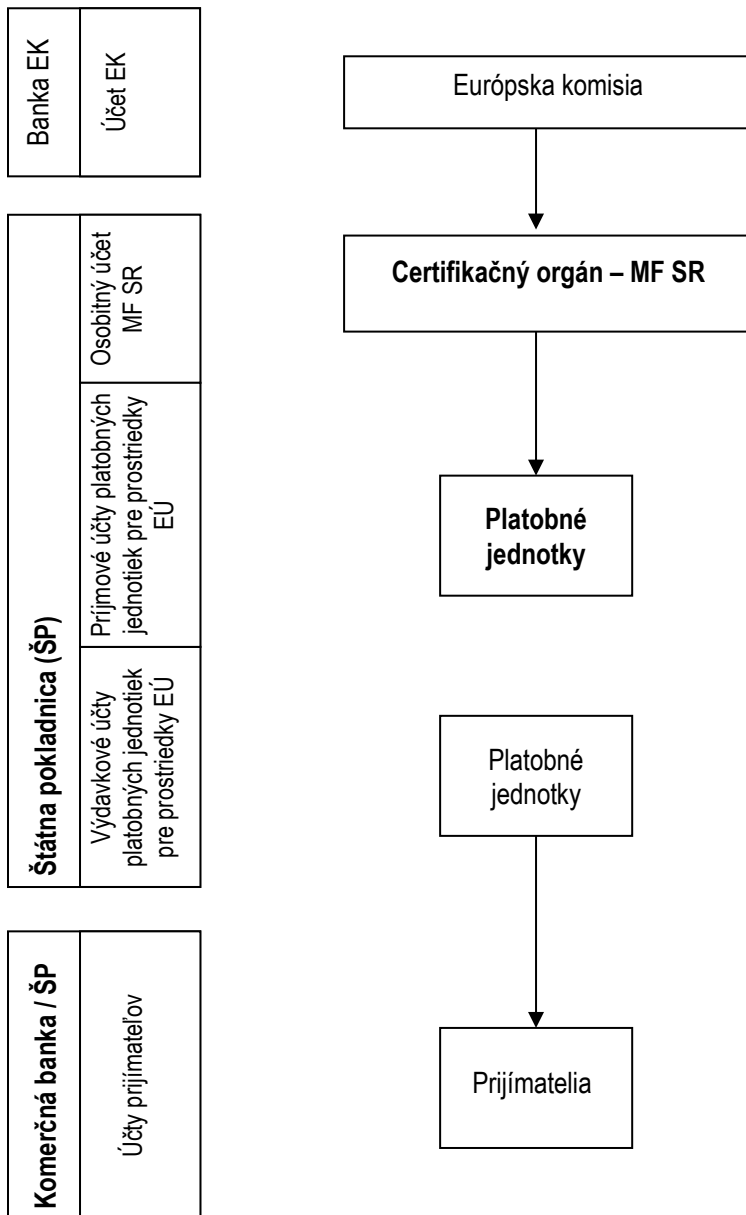 Banka EK
Účet EK
Európska komisia
Štátna pokladnica (ŠP)
Osobitný účet
MF SR
Certifikačný orgán – MF SR
Príjmové účty platobných
jednotiek pre prostriedky
EÚ
Platobné
jednotky
Výdavkové účty
platobných jednotiek
pre prostriedky EÚ
Platobné
jednotky
Komerčná banka / ŠP
Účty prijímateľov
Prijímatelia